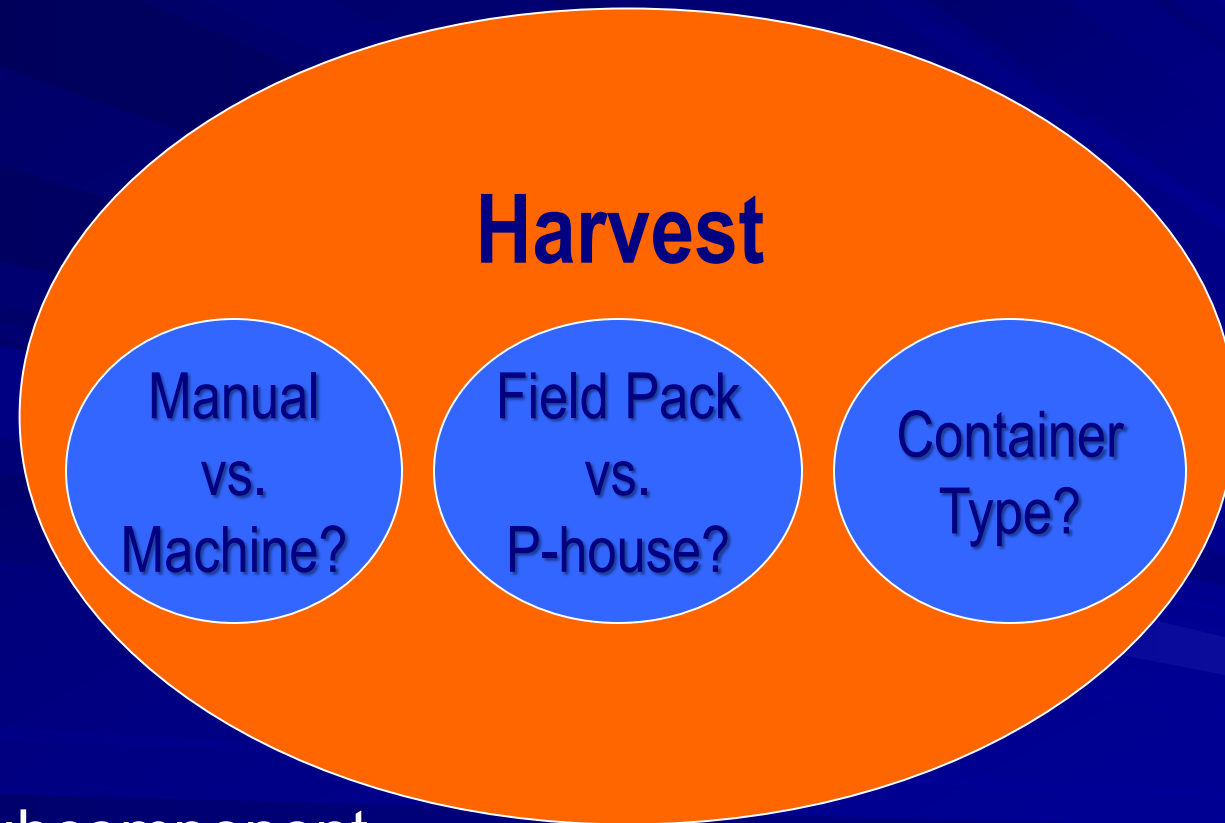 Harvest
Manual
vs.
Machine?
Field Pack
vs.
P-house?
Container
Type?